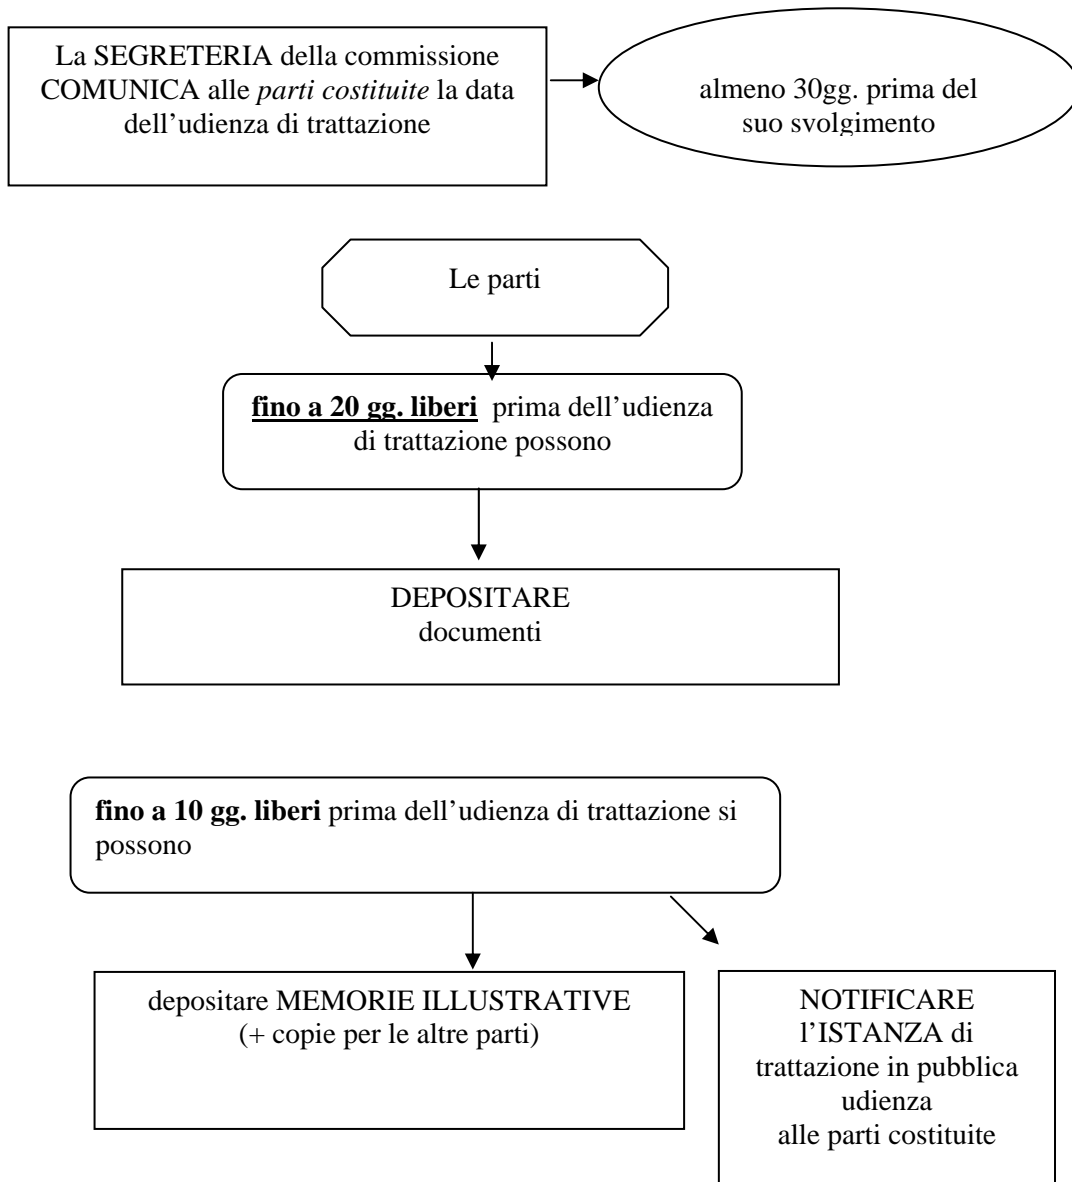 La SEGRETERIA della commissione
COMUNICA alle parti costituite la data
dell'udienza di trattazione
almeno 30gg. prima del
suo svolgimento
Le parti
fino a 20 gg. liberi prima dell'udienza
di trattazione possono
DEPOSITARE
documenti
fino a 10 gg. liberi prima dell'udienza di trattazione si
possono
depositare MEMORIE ILLUSTRATIVE
(+ copie per le altre parti)
NOTIFICARE
l'ISTANZA di
trattazione in pubblica
udienza
alle parti costituite